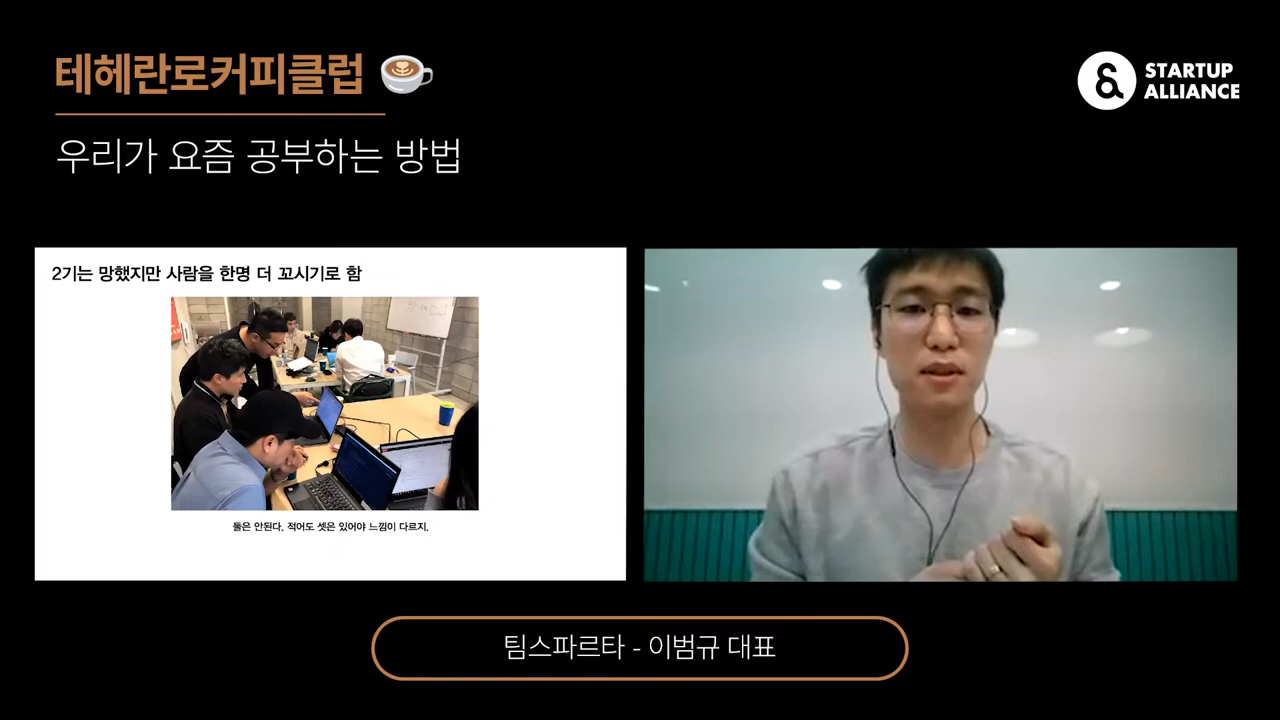 테헤란로커피클럽
STARTUP
ALLIANCE
우리가 요즘 공부하는 방법
2기는 망했지만 사람을 한명 더 꼬시기로 함
둘은 안된다. 적어도 셋은 있어야 느낌이 다르지.
팀스파르타 - 이범규 대표